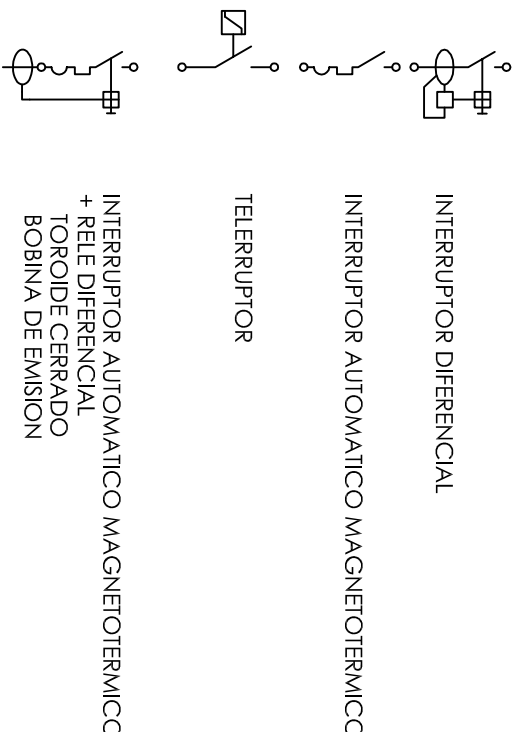 INTERRUPTOR DIFERENCIAL
INTERRUPTOR AUTOMATICO MAGNETOTERMICO
TELERRUPTOR
INTERRUPTOR AUTOMATICO MAGNETOTERMICO
+ RELE DIFERENCIAL
TOROIDE CERRADO
BOBINA DE EMISION